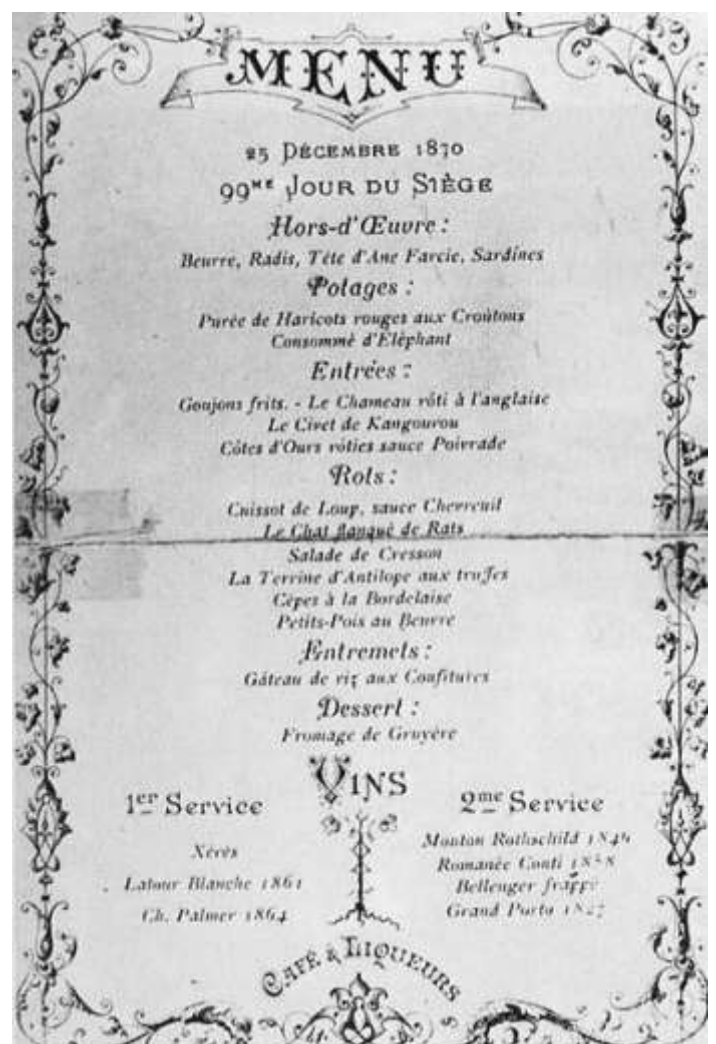 MENU
25 DÉCEMBRE 1870
99ME JOUR DU SIÈGE
Hors-d'Œuvre :
Beurre, Radis, Tête d'Ane Farcie, Sardines
Potages :
Purée de Haricots rouges aux Croûtons
Consommé d'Eléphant
Entrées :
Goujons frits. - Le Chameau rôti à l'anglaise
Le Civet de Kangourou
Côtes d'Ours rôties sauce Poivrade
Rots :
Cuissot de Loup, sauce Chevreuil
Le Chat flanqué de Rats
Salade de Cresson
La Terrine d'Antilope aux truffes
Cèpes à la Bordelaise
Petits-Pois au Beurre
Entremets :
Gâteau de riz aux Confitures
Dessert :
Fromage de Gruyère
VINS
1er Service
Xérès
Latour Blanche 1861
Ch. Palmer 1864
2me Service
Mouton Rothschild 1846
Romanée Conti 1858
Bellenger frappé
Grand Porto 1827
CAFÉ & LIQUEURS